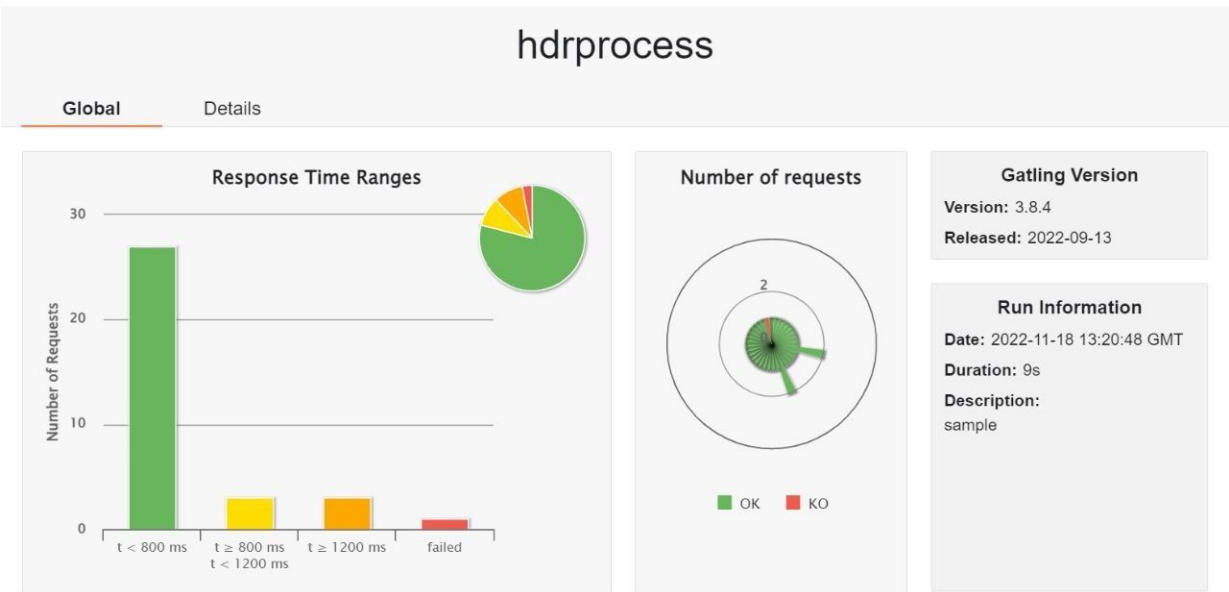 hdrprocess
Global
Details
Response Time Ranges
30
20
10
0
Number of Requests
t < 800 ms
t ≥ 800 ms
t < 1200 ms
t ≥ 1200 ms
failed
Number of requests
2
0
OK
KO
Gatling Version
Version: 3.8.4
Released: 2022-09-13
Run Information
Date: 2022-11-18 13:20:48 GMT
Duration: 9s
Description:
sample